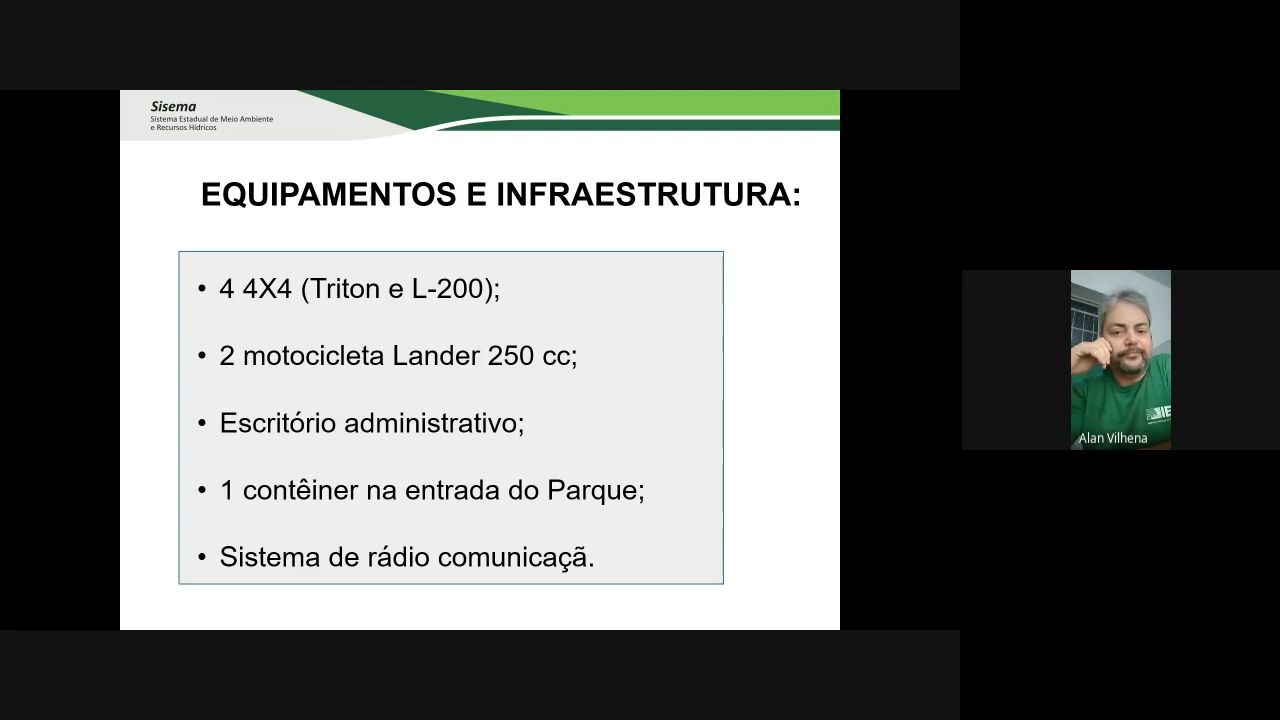 Sisema
Sistema Estadual de Meio Ambiente
e Recursos Hídricos
EQUIPAMENTOS E INFRAESTRUTURA:
• 4 4X4 (Triton e L-200);
• 2 motocicleta Lander 250 cc;
• Escritório administrativo;
• 1 contêiner na entrada do Parque;
• Sistema de rádio comunicaçã.
Alan Vilhena